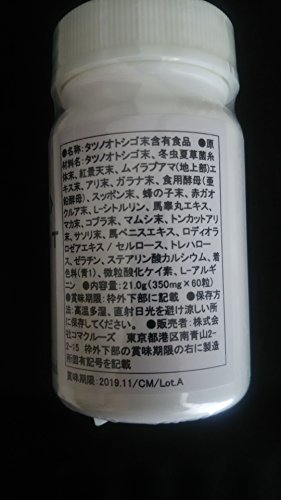 ●名称:タツノオトシゴ末含有食品 ●原
材料名:タツノオトシゴ末、冬虫夏草菌糸
体末、紅景天末、ムイラプアマ(地上部)エ
キス末、アリ末、ガラナ末、食用酵母(亜
鉛酵母)、スッポン末、蜂の子末、赤ガオ
クルア末、L-シトルリン、馬睾丸エキス、
マカ末、コブラ末、マムシ末、トンカットアリ
末、サソリ末、馬ペニスエキス、ロディオラ
ロゼアエキス / セルロース、トレハロー
ス、ゼラチン、ステアリン酸カルシウム、着
色料(青1)、微粒酸化ケイ素、L-アルギ
ニン ●内容量:21.0g(350mg×60粒)
●賞味期限:枠外下部に記載 ●保存方
法:高温多湿、直射日光を避け涼しい所
に保存してください。 ●販売者:株式会
社コマクルーズ 東京都港区南青山2-
2-15 枠外下部の賞味期限の右に製造
所固有記号を記載
賞味期限:2019.11/CM/Lot.A